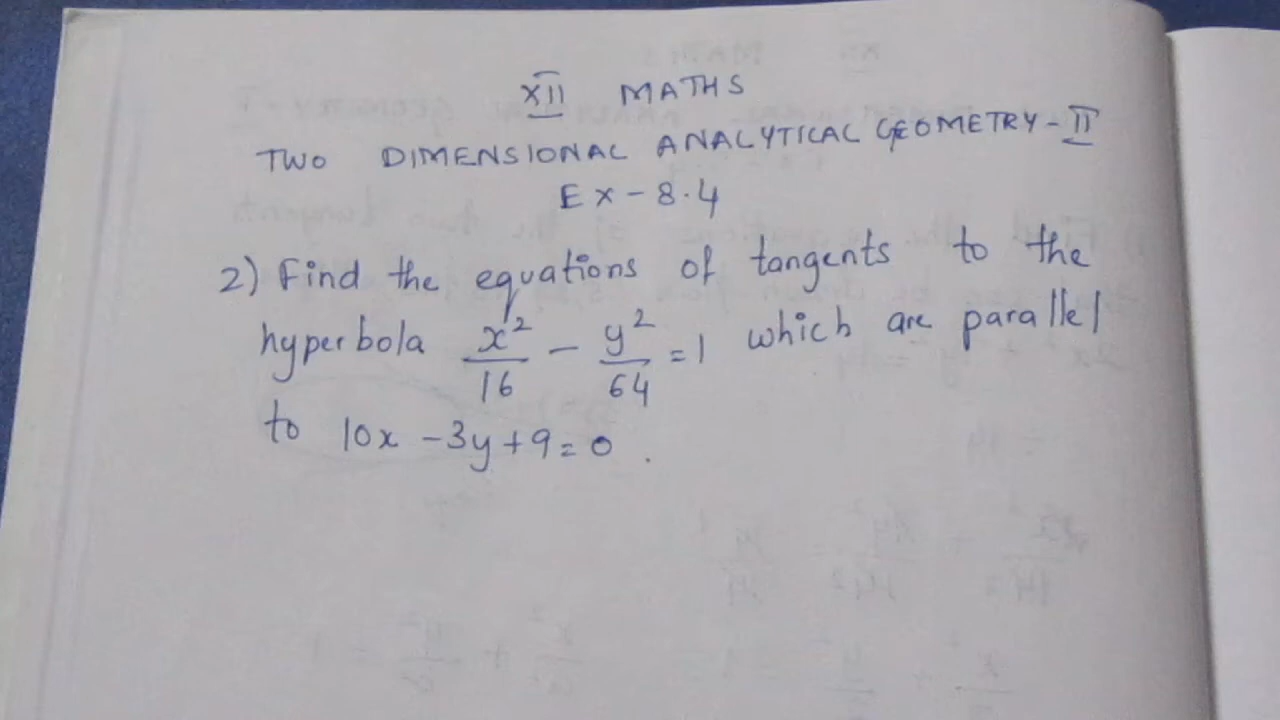 XII MATHS
TWO DIMENSIONAL ANALYTICAL GEOMETRY - II
Ex - 8.4
2) Find the equations of tangents to the
hyperbola x²/16 - y²/64 = 1 which are parallel
to 10x - 3y + 9 = 0.